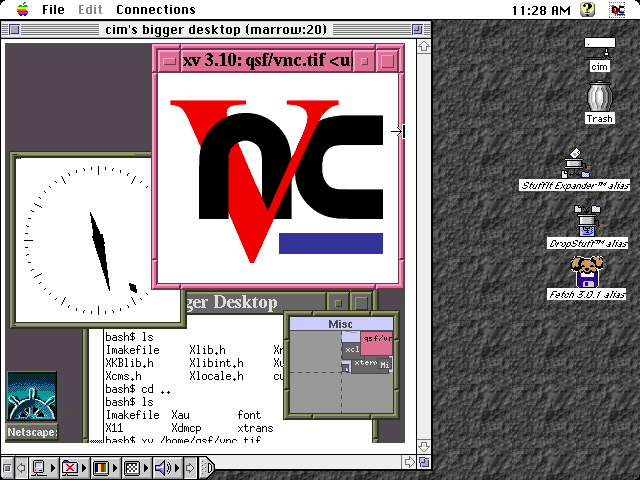 File Edit Connections 11:28 AM
cim's bigger desktop (marrow:20)
xv 3.10: qsf/vnc.tif <u
Vnc
cim
Trash
StuffIt Expander™ alias
DropStuff™ alias
Fetch 3.0.1 alias
ger Desktop
Misc
bash$ ls
Imakefile Xlib.h
XKBlib.h Xlibint.h
Xcms.h Xlocale.h cu
bash$ cd ..
bash$ ls
Imakefile Xau font
X11 Xdmcp xtrans
bash$ xv /home/qsf/vnc.tif
qsf/vn
xcl
xterm
Mi
Netscape: